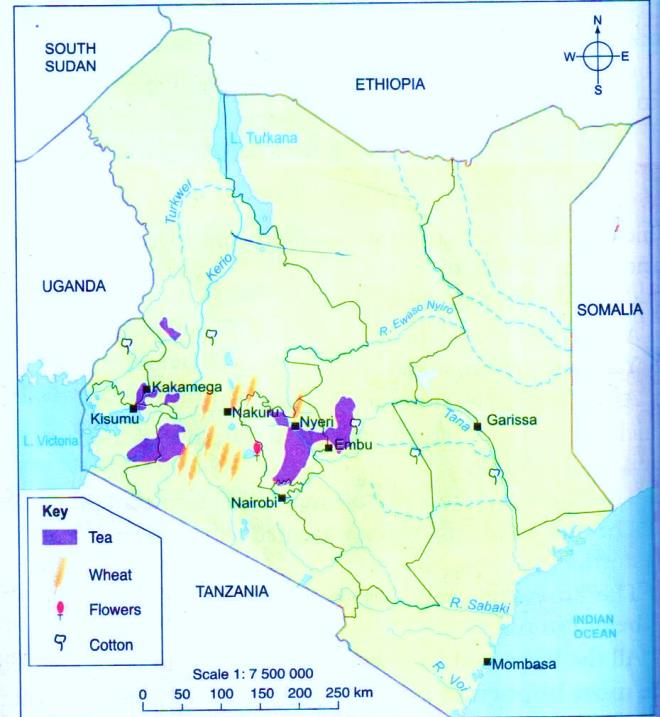 SOUTH
SUDAN
ETHIOPIA
N
W
E
S
L. Turkana
Turkwel
Kerio
UGANDA
SOMALIA
R. Ewaso Nyiro
Kakamega
Kisumu
Nakuru
Nyeri
Embu
Tana
Garissa
L. Victoria
Nairobi
Key
Tea
Wheat
Flowers
Cotton
TANZANIA
R. Sabaki
INDIAN
OCEAN
R. Voi
Mombasa
Scale 1: 7 500 000
0 50 100 150 200 250 km